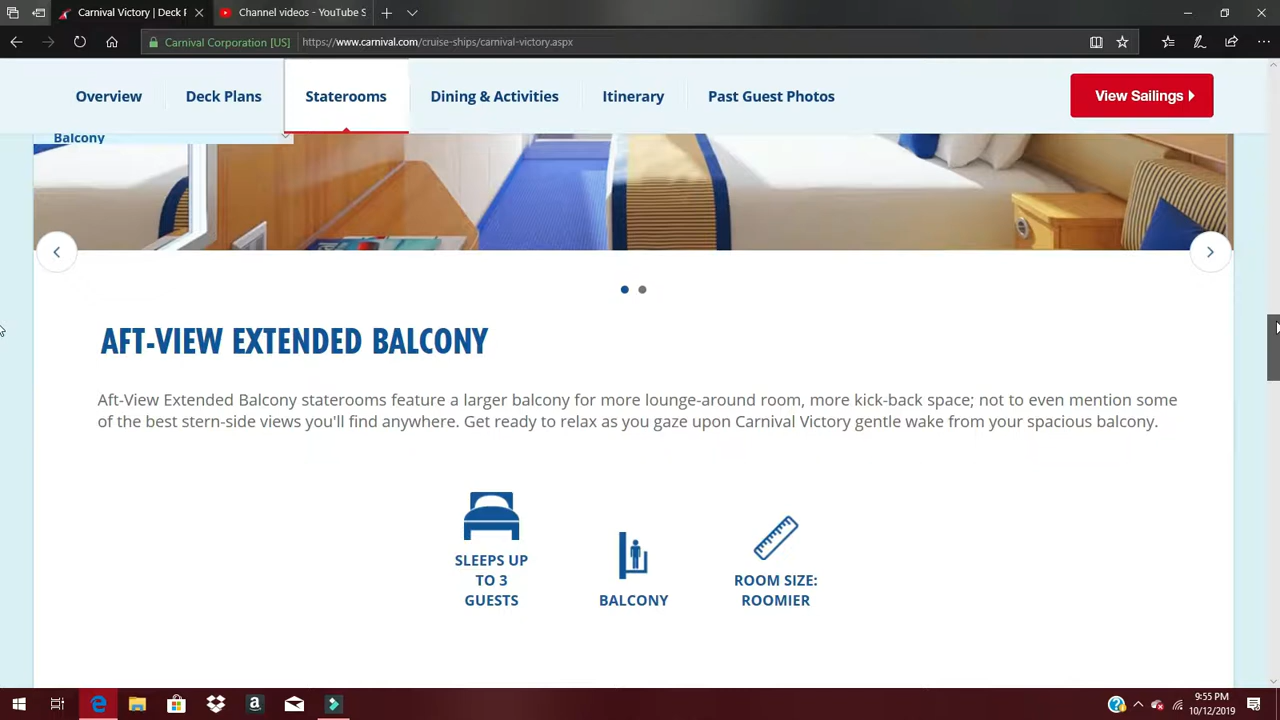 Carnival Victory | Deck P
Channel videos - YouTube S
Carnival Corporation [US]
https://www.carnival.com/cruise-ships/carnival-victory.aspx
Overview
Deck Plans
Staterooms
Dining & Activities
Itinerary
Past Guest Photos
View Sailings
Balcony
AFT-VIEW EXTENDED BALCONY
Aft-View Extended Balcony staterooms feature a larger balcony for more lounge-around room, more kick-back space; not to even mention some
of the best stern-side views you'll find anywhere. Get ready to relax as you gaze upon Carnival Victory gentle wake from your spacious balcony.
SLEEPS UP
TO 3
GUESTS
BALCONY
ROOM SIZE:
ROOMIER
9:55 PM
10/12/2019